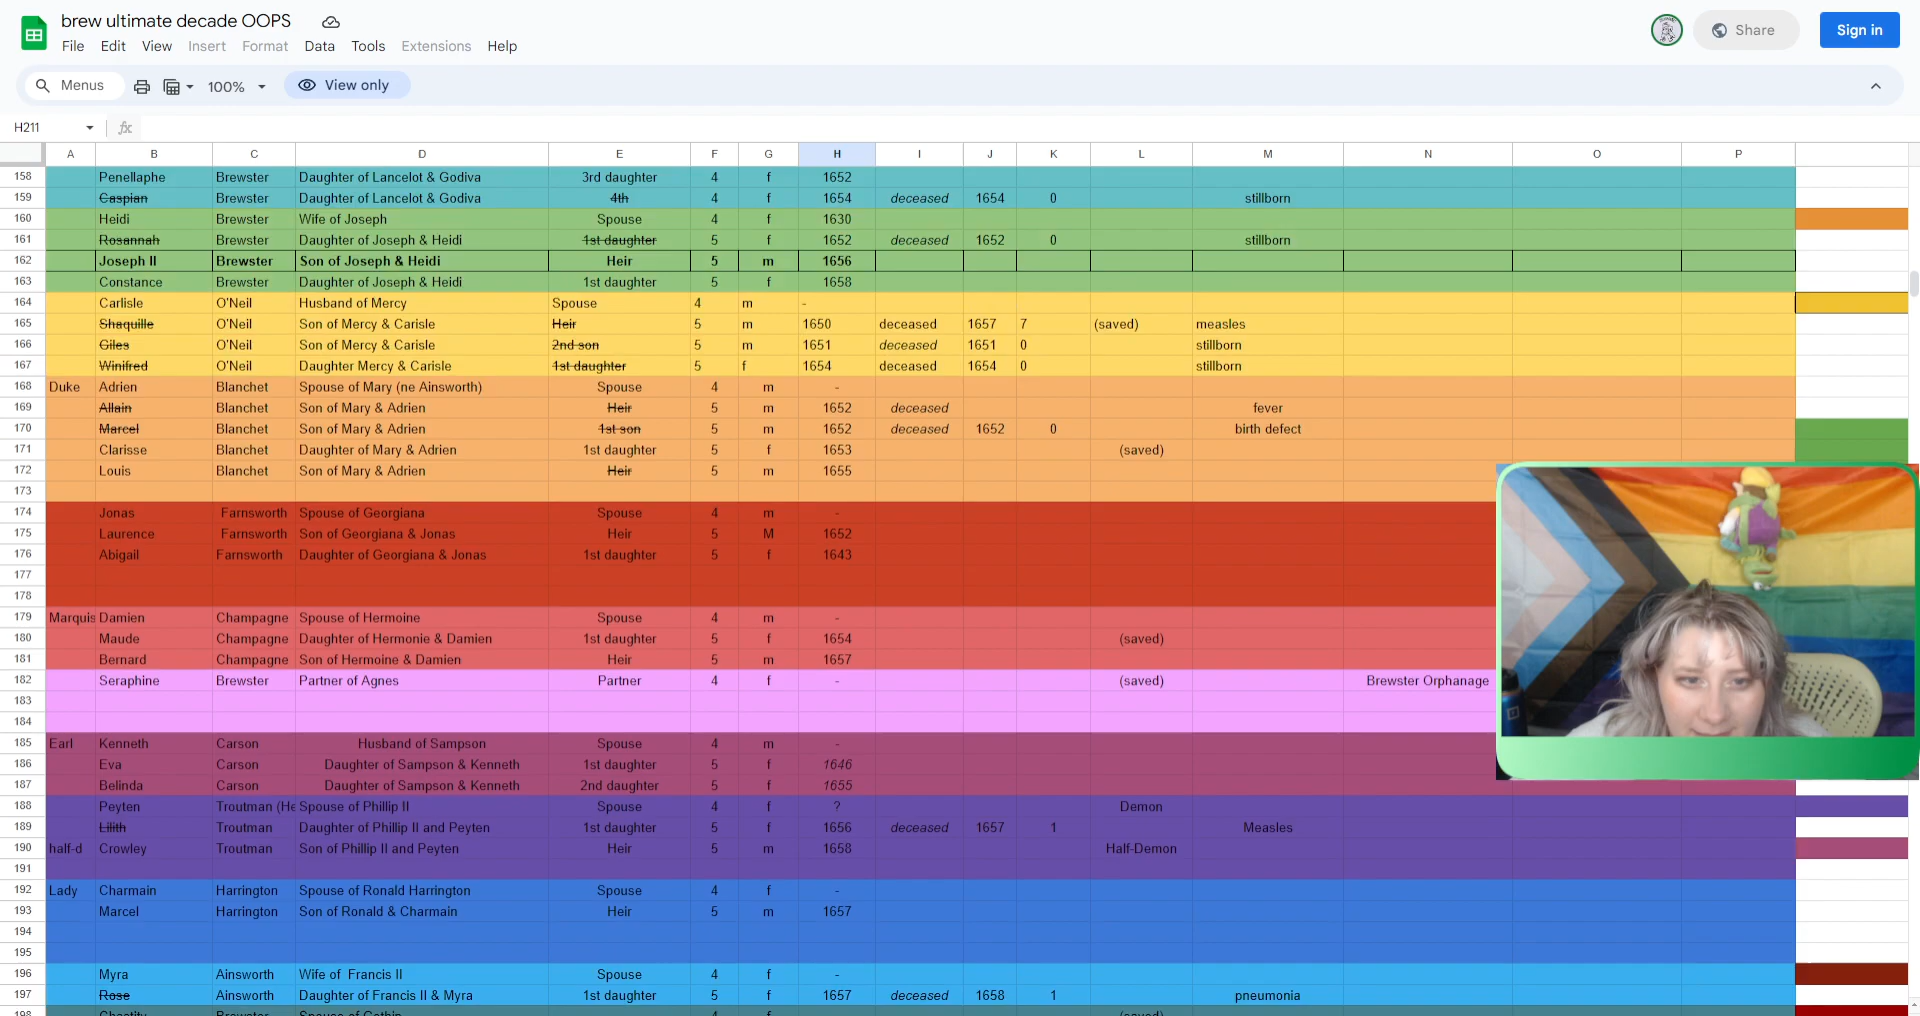 brew ultimate decade OOPS
Share
Sign in
File Edit View Insert Format Data Tools Extensions Help
Menus 100% View only
H211 fx
A B C D E F G H I J K L M N O P
158 Penellaphe Brewster Daughter of Lancelot & Godiva 3rd daughter 4 f 1652
159 Caspian Brewster Daughter of Lancelot & Godiva 4th 4 f 1654 deceased 1654 0 stillborn
160 Heidi Brewster Wife of Joseph Spouse 4 f 1630
161 Rosannah Brewster Daughter of Joseph & Heidi 1st daughter 5 f 1652 deceased 1652 0 stillborn
162 Joseph II Brewster Son of Joseph & Heidi Heir 5 m 1656
163 Constance Brewster Daughter of Joseph & Heidi 1st daughter 5 f 1658
164 Carlisle O'Neil Husband of Mercy Spouse 4 m -
165 Shaquille O'Neil Son of Mercy & Carisle Heir 5 m 1650 deceased 1657 7 (saved) measles
166 Giles O'Neil Son of Mercy & Carisle 2nd son 5 m 1651 deceased 1651 0 stillborn
167 Winifred O'Neil Daughter Mercy & Carisle 1st daughter 5 f 1654 deceased 1654 0 stillborn
168 Duke Adrien Blanchet Spouse of Mary (ne Ainsworth) Spouse 4 m -
169 Allain Blanchet Son of Mary & Adrien Heir 5 m 1652 deceased fever
170 Marcel Blanchet Son of Mary & Adrien 1st son 5 m 1652 deceased 1652 0 birth defect
171 Clarisse Blanchet Daughter of Mary & Adrien 1st daughter 5 f 1653 (saved)
172 Louis Blanchet Son of Mary & Adrien Heir 5 m 1655
173
174 Jonas Farnsworth Spouse of Georgiana Spouse 4 m -
175 Laurence Farnsworth Son of Georgiana & Jonas Heir 5 M 1652
176 Abigail Farnsworth Daughter of Georgiana & Jonas 1st daughter 5 f 1643
177
178
179 Marquis Damien Champagne Spouse of Hermoine Spouse 4 m -
180 Maude Champagne Daughter of Hermonie & Damien 1st daughter 5 f 1654 (saved)
181 Bernard Champagne Son of Hermoine & Damien Heir 5 m 1657
182 Seraphine Brewster Partner of Agnes Partner 4 f - (saved) Brewster Orphanage
183
184
185 Earl Kenneth Carson Husband of Sampson Spouse 4 m -
186 Eva Carson Daughter of Sampson & Kenneth 1st daughter 5 f 1646
187 Belinda Carson Daughter of Sampson & Kenneth 2nd daughter 5 f 1655
188 Peyten Troutman (He Spouse of Phillip II Spouse 4 f ? Demon
189 Lilith Troutman Daughter of Phillip II and Peyten 1st daughter 5 f 1656 deceased 1657 1 Measles
190 half-d Crowley Troutman Son of Phillip II and Peyten Heir 5 m 1658 Half-Demon
191
192 Lady Charmain Harrington Spouse of Ronald Harrington Spouse 4 f -
193 Marcel Harrington Son of Ronald & Charmain Heir 5 m 1657
194
195
196 Myra Ainsworth Wife of Francis II Spouse 4 f -
197 Rose Ainsworth Daughter of Francis II & Myra 1st daughter 5 f 1657 deceased 1658 1 pneumonia
198 Chastity Brewster Spouse of Gethin 4 f (saved)